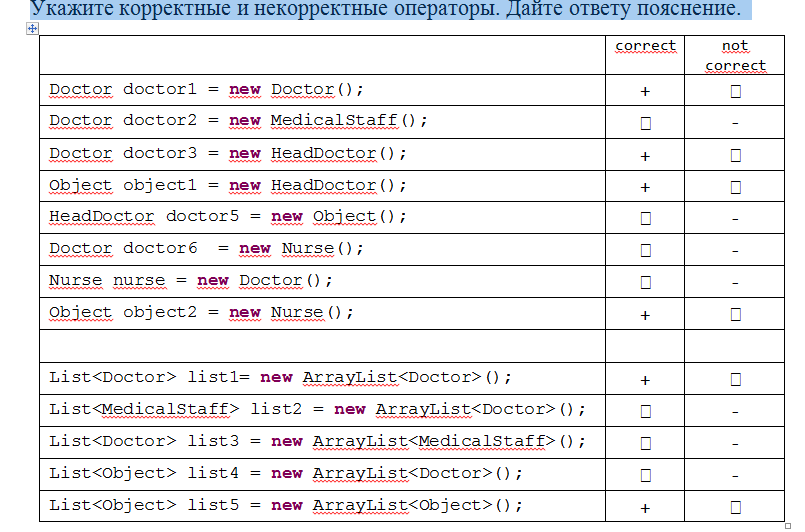 Укажите корректные и некорректные операторы. Дайте ответу пояснение.
correct not correct
Doctor doctor1 = new Doctor(); + □
Doctor doctor2 = new MedicalStaff(); □ -
Doctor doctor3 = new HeadDoctor(); + □
Object object1 = new HeadDoctor(); + □
HeadDoctor doctor5 = new Object(); □ -
Doctor doctor6  = new Nurse(); □ -
Nurse nurse = new Doctor(); □ -
Object object2 = new Nurse(); + □
List<Doctor> list1= new ArrayList<Doctor>(); + □
List<MedicalStaff> list2 = new ArrayList<Doctor>(); □ -
List<Doctor> list3 = new ArrayList<MedicalStaff>(); □ -
List<Object> list4 = new ArrayList<Doctor>(); □ -
List<Object> list5 = new ArrayList<Object>(); + □